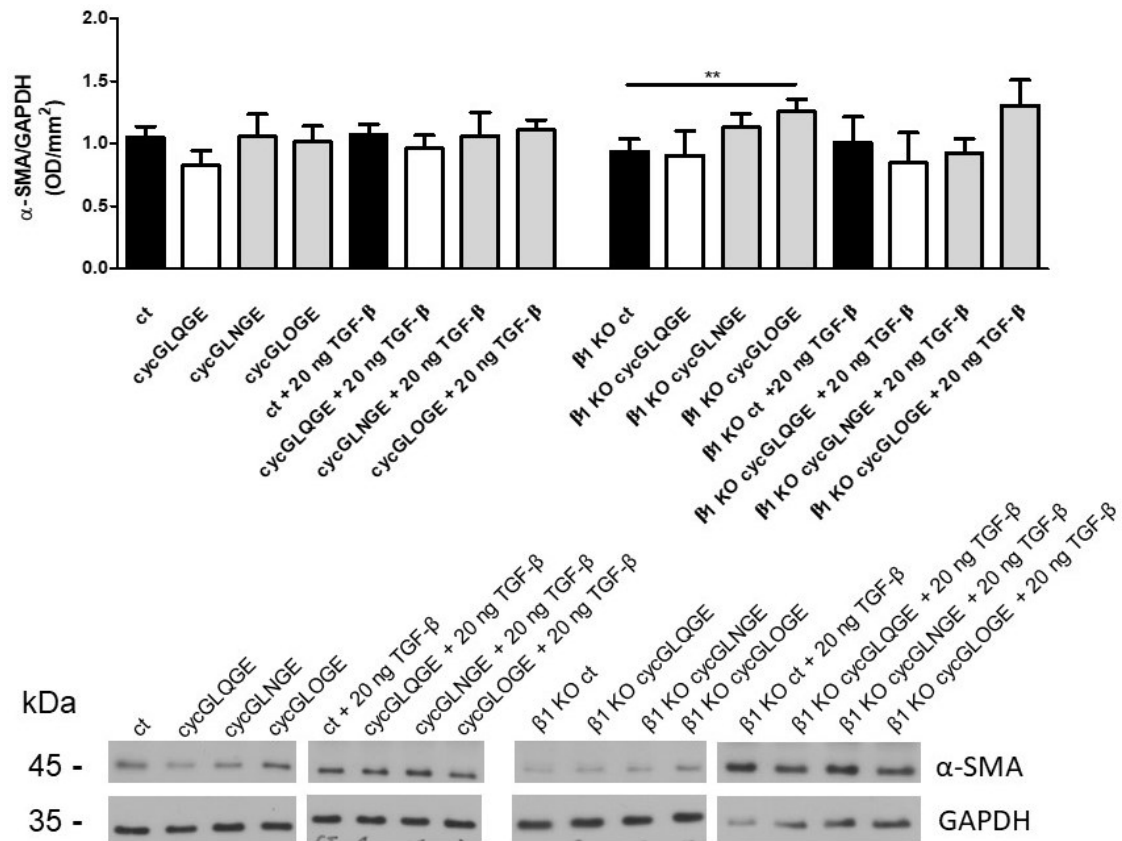 2.0
1.5
1.0
0.5
0.0
α-SMA/GAPDH
(OD/mm²)
**
ct
cycGLQGE
cycGLNGE
cycGLOGE
ct + 20 ng TGF-β
cycGLQGE + 20 ng TGF-β
cycGLNGE + 20 ng TGF-β
cycGLOGE + 20 ng TGF-β
β1 KO ct
β1 KO cycGLQGE
β1 KO cycGLNGE
β1 KO cycGLOGE
β1 KO ct +20 ng TGF-β
β1 KO cycGLQGE + 20 ng TGF-β
β1 KO cycGLNGE + 20 ng TGF-β
β1 KO cycGLOGE + 20 ng TGF-β
kDa
ct
cycGLQGE
cycGLNGE
cycGLOGE
ct + 20 ng TGF-β
cycGLQGE + 20 ng TGF-β
cycGLNGE + 20 ng TGF-β
cycGLOGE + 20 ng TGF-β
β1 KO ct
β1 KO cycGLQGE
β1 KO cycGLNGE
β1 KO cycGLOGE
β1 KO ct + 20 ng TGF-β
β1 KO cycGLQGE + 20 ng TGF-β
β1 KO cycGLNGE + 20 ng TGF-β
β1 KO cycGLOGE + 20 ng TGF-β
45 -
α-SMA
35 -
GAPDH